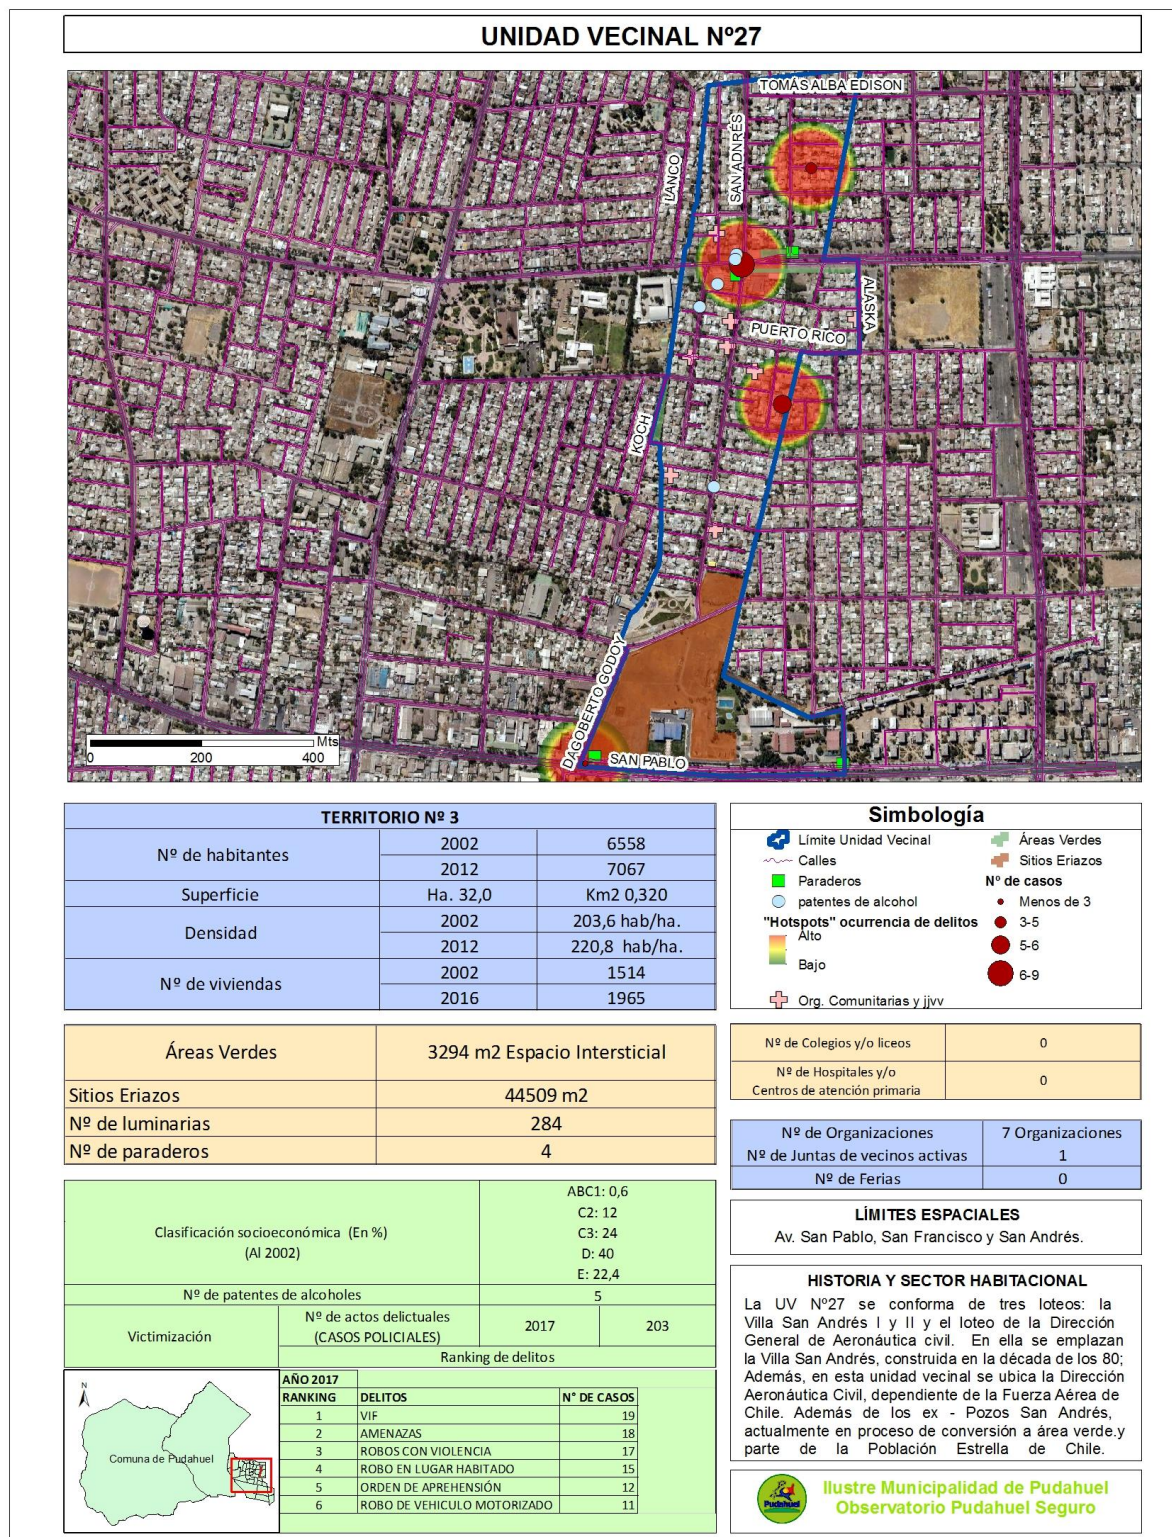 UNIDAD VECINAL Nº27
TOMÁS ALBA EDISON
SAN ADNRÉS
LANCO
ALASKA
PUERTO RICO
KOCH
DAGOBERTO GODOY
SAN PABLO
Mts
0 200 400
TERRITORIO Nº 3
Nº de habitantes 2002 6558
2012 7067
Superficie Ha. 32,0 Km2 0,320
Densidad 2002 203,6 hab/ha.
2012 220,8 hab/ha.
Nº de viviendas 2002 1514
2016 1965
Simbología
Límite Unidad Vecinal
Calles
Paraderos
patentes de alcohol
"Hotspots" ocurrencia de delitos
Alto
Bajo
Org. Comunitarias y jjvv
Áreas Verdes
Sitios Eriazos
Nº de casos
Menos de 3
3-5
5-6
6-9
Áreas Verdes 3294 m2 Espacio Intersticial
Sitios Eriazos 44509 m2
Nº de luminarias 284
Nº de paraderos 4
Nº de Colegios y/o liceos 0
Nº de Hospitales y/o
Centros de atención primaria 0
Nº de Organizaciones 7 Organizaciones
Nº de Juntas de vecinos activas 1
Nº de Ferias 0
Clasificación socioeconómica (En %)
(Al 2002)
ABC1: 0,6
C2: 12
C3: 24
D: 40
E: 22,4
Nº de patentes de alcoholes 5
Victimización
Nº de actos delictuales
(CASOS POLICIALES)
2017 203
Ranking de delitos
LÍMITES ESPACIALES
Av. San Pablo, San Francisco y San Andrés.
HISTORIA Y SECTOR HABITACIONAL
La UV Nº27 se conforma de tres loteos: la
Villa San Andrés I y II y el loteo de la Dirección
General de Aeronáutica civil. En ella se emplazan
la Villa San Andrés, construida en la década de los 80;
Además, en esta unidad vecinal se ubica la Dirección
Aeronáutica Civil, dependiente de la Fuerza Aérea de
Chile. Además de los ex - Pozos San Andrés,
actualmente en proceso de conversión a área verde.y
parte de la Población Estrella de Chile.
N
Comuna de Pudahuel
AÑO 2017
RANKING DELITOS N° DE CASOS
1 VIF 19
2 AMENAZAS 18
3 ROBOS CON VIOLENCIA 17
4 ROBO EN LUGAR HABITADO 15
5 ORDEN DE APREHENSIÓN 12
6 ROBO DE VEHICULO MOTORIZADO 11
Pudahuel
Ilustre Municipalidad de Pudahuel
Observatorio Pudahuel Seguro